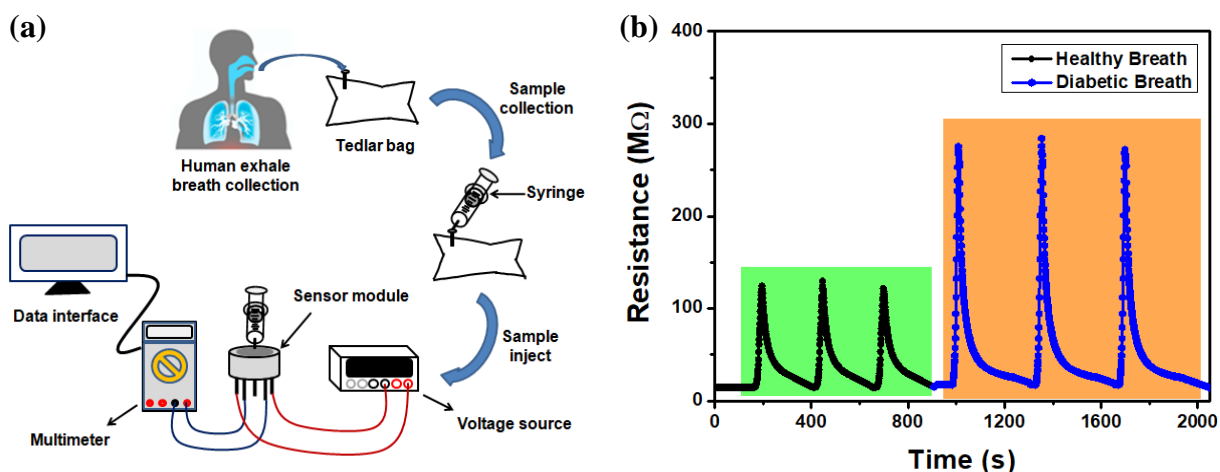 (a)
Human exhale
breath collection
Tedlar bag
Sample
collection
Syringe
Sample
inject
Data interface
Sensor module
Multimeter
Voltage source
(b)
Healthy Breath
Diabetic Breath
Resistance (MΩ)
400
300
200
100
0
0
400
800
1200
1600
2000
Time (s)